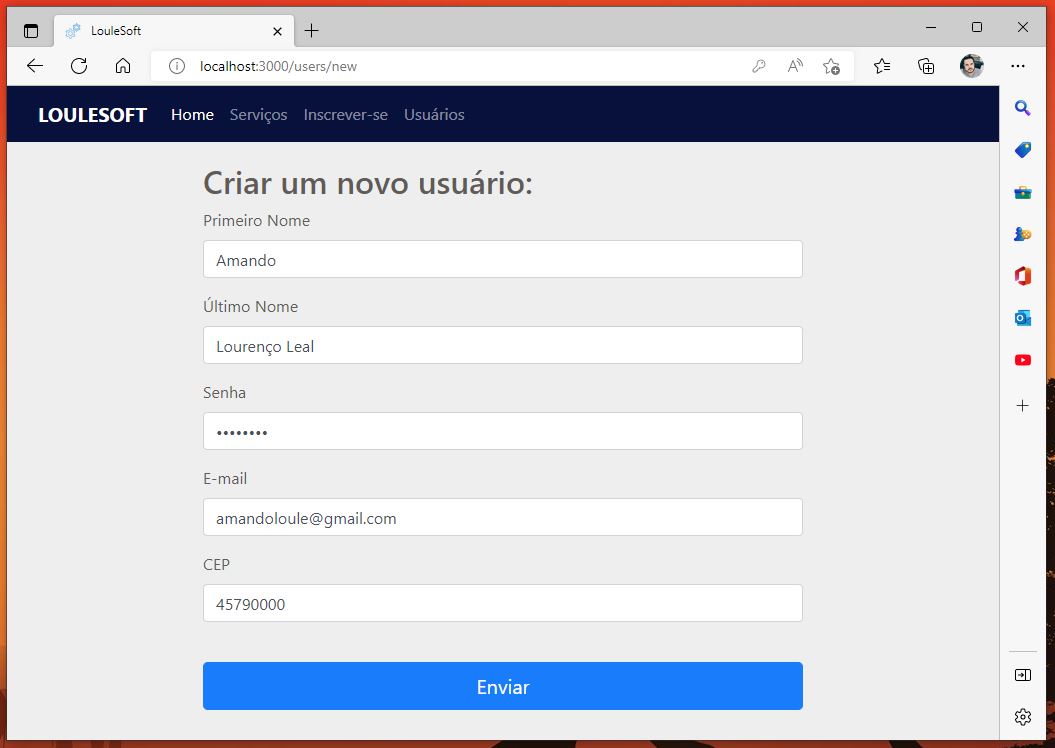 LouleSoft
localhost:3000/users/new
LOULESOFT Home Serviços Inscrever-se Usuários
Criar um novo usuário:
Primeiro Nome
Amando
Último Nome
Lourenço Leal
Senha
••••••••
E-mail
amandoloule@gmail.com
CEP
45790000
Enviar